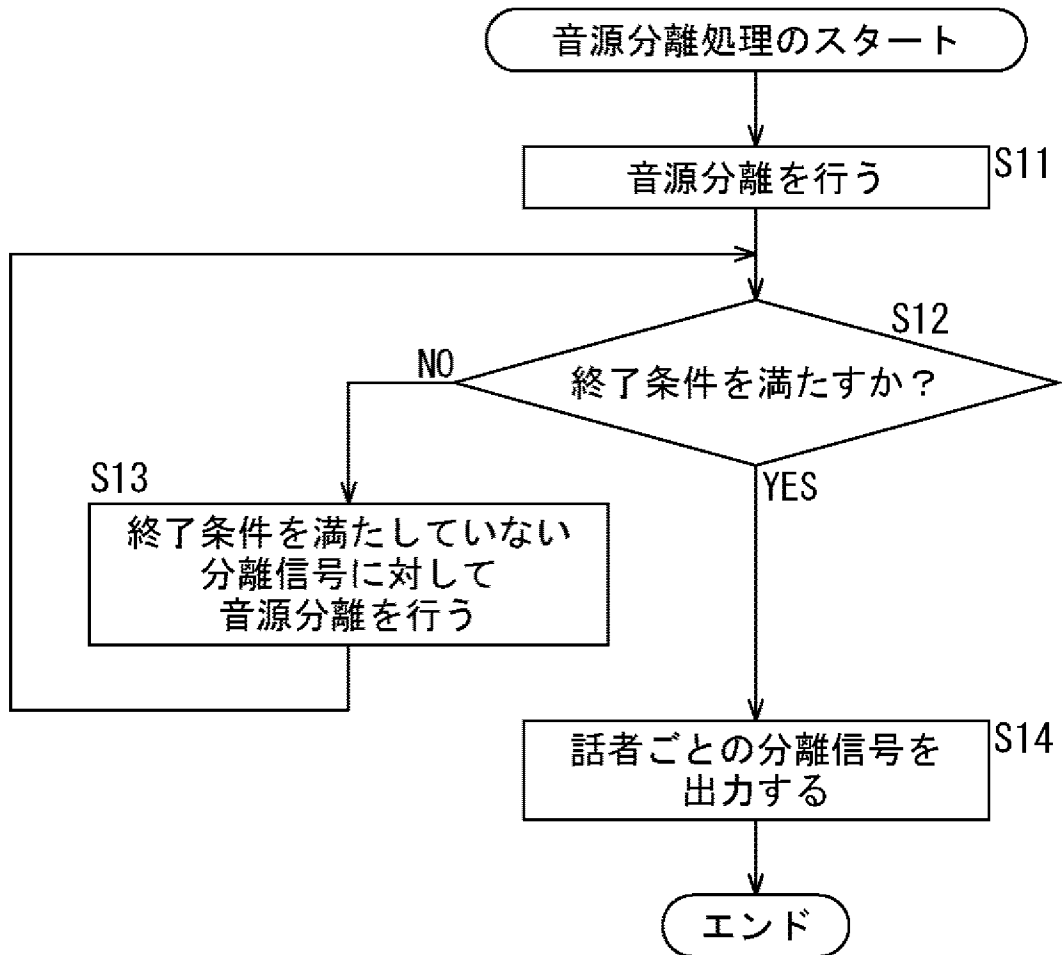 音源分離処理のスタート
音源分離を行う
S11
S12
終了条件を満たすか？
NO
YES
S13
終了条件を満たしていない
分離信号に対して
音源分離を行う
話者ごとの分離信号を
出力する
S14
エンド